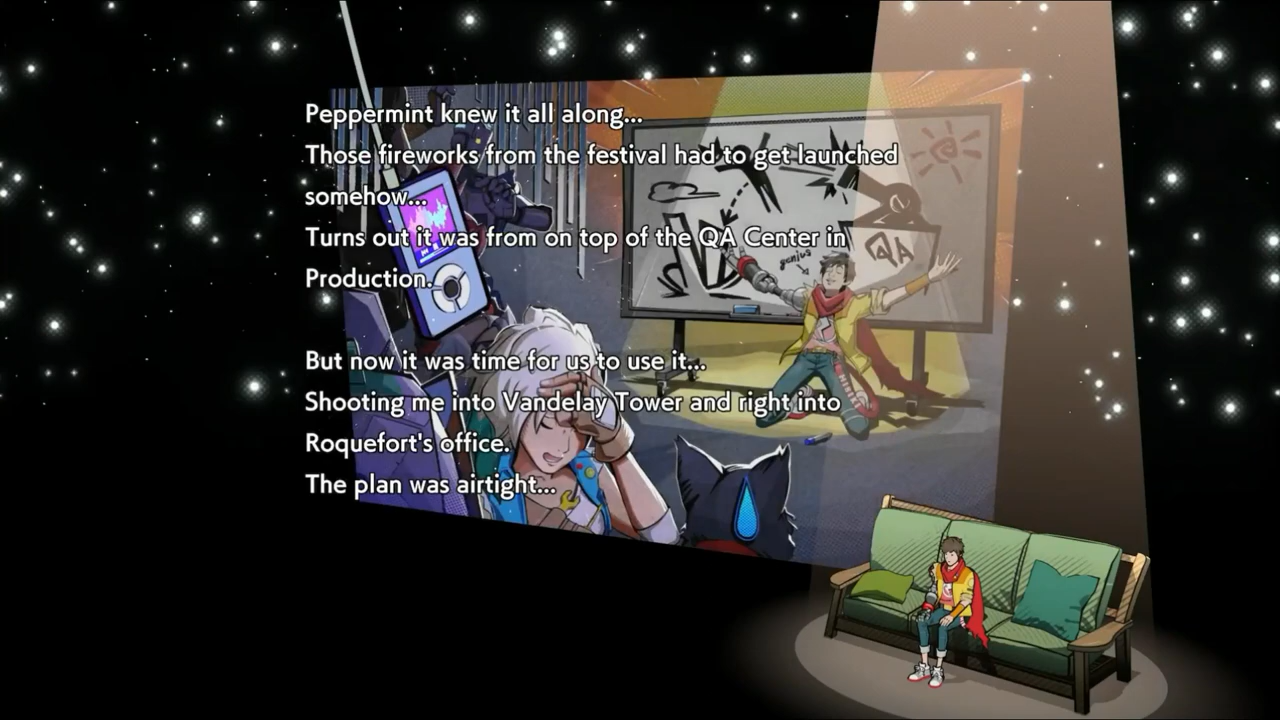 Peppermint knew it all along...
Those fireworks from the festival had to get launched
somehow...
Turns out it was from on top of the QA Center in
Production.
genius
QA
But now it was time for us to use it...
Shooting me into Vandelay Tower and right into
Roquefort's office.
The plan was airtight...